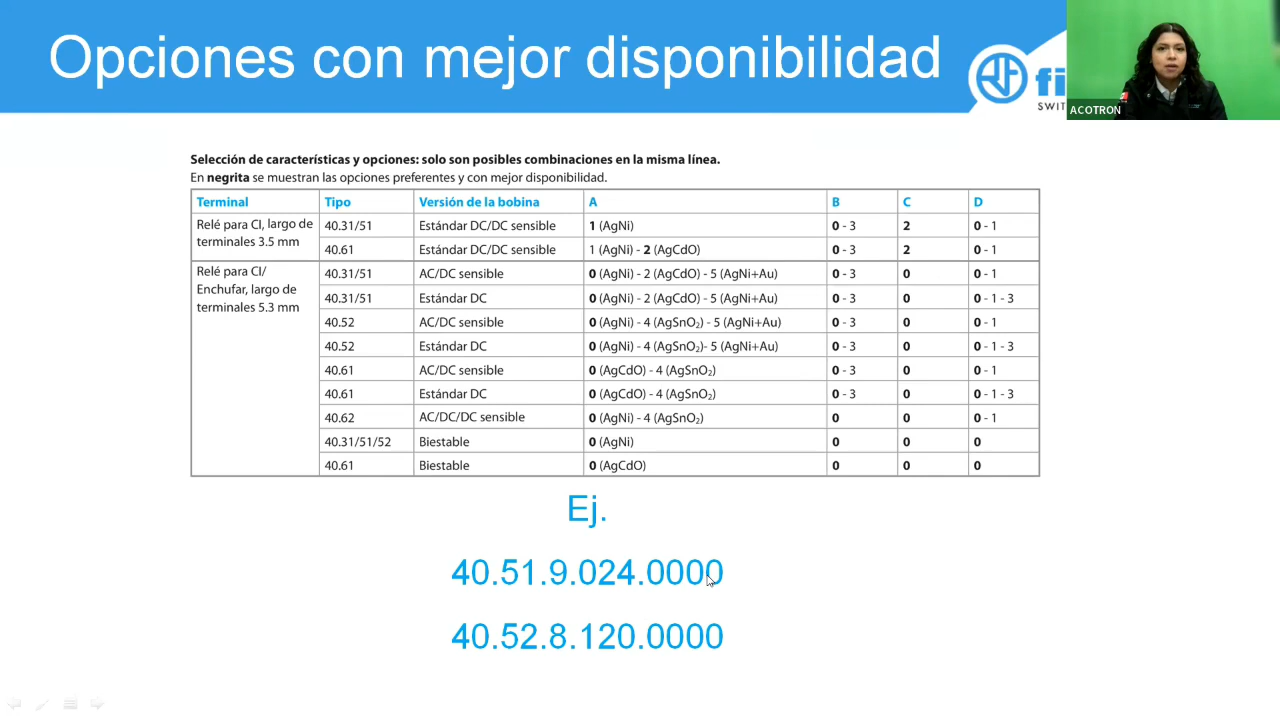 Opciones con mejor disponibilidad
fi
SWIT
ACOTRON
Selección de características y opciones: solo son posibles combinaciones en la misma línea.
En negrita se muestran las opciones preferentes y con mejor disponibilidad.
Terminal Tipo Versión de la bobina A B C D
Relé para CI, largo de terminales 3.5 mm 40.31/51 Estándar DC/DC sensible 1 (AgNi) 0 - 3 2 0 - 1
40.61 Estándar DC/DC sensible 1 (AgNi) - 2 (AgCdO) 0 - 3 2 0 - 1
Relé para CI/ Enchufar, largo de terminales 5.3 mm 40.31/51 AC/DC sensible 0 (AgNi) - 2 (AgCdO) - 5 (AgNi+Au) 0 - 3 0 0 - 1
40.31/51 Estándar DC 0 (AgNi) - 2 (AgCdO) - 5 (AgNi+Au) 0 - 3 0 0 - 1 - 3
40.52 AC/DC sensible 0 (AgNi) - 4 (AgSnO₂) - 5 (AgNi+Au) 0 - 3 0 0 - 1
40.52 Estándar DC 0 (AgNi) - 4 (AgSnO₂)- 5 (AgNi+Au) 0 - 3 0 0 - 1 - 3
40.61 AC/DC sensible 0 (AgCdO) - 4 (AgSnO₂) 0 - 3 0 0 - 1
40.61 Estándar DC 0 (AgCdO) - 4 (AgSnO₂) 0 - 3 0 0 - 1 - 3
40.62 AC/DC/DC sensible 0 (AgNi) - 4 (AgSnO₂) 0 0 0 - 1
40.31/51/52 Biestable 0 (AgNi) 0 0 0
40.61 Biestable 0 (AgCdO) 0 0 0
Ej.
40.51.9.024.0000
40.52.8.120.0000